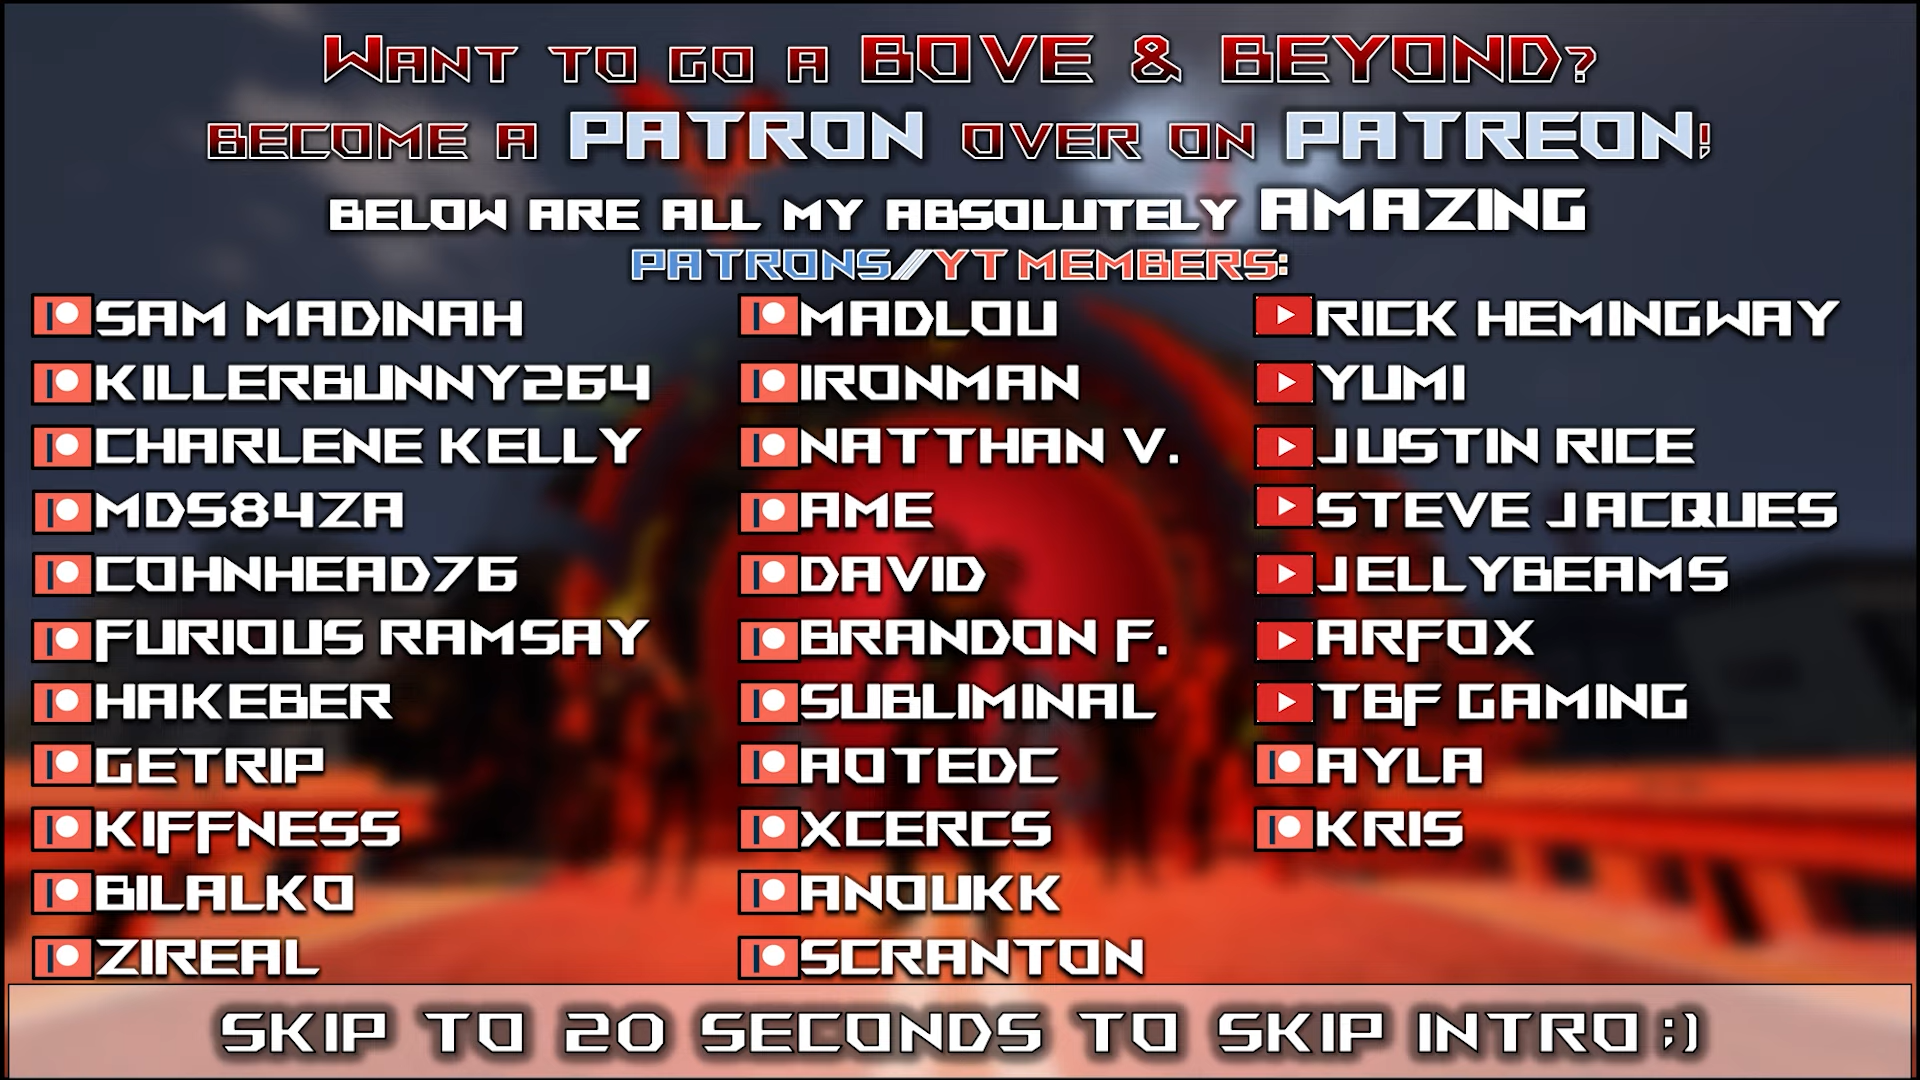 WANT TO GO A BOVE & BEYOND?
BECOME A PATRON OVER ON PATREON!
BELOW ARE ALL MY ABSOLUTELY AMAZING
PATRONS//YT MEMBERS:
SAM MADINAH
KILLERBUNNY264
CHARLENE KELLY
MDS84ZA
COHNHEAD76
FURIOUS RAMSAY
HAKEBER
GETRIP
KIFFNESS
BILALKO
ZIREAL
MADLOU
IRONMAN
NATTHAN V.
AME
DAVID
BRANDON F.
SUBLIMINAL
AOTEDC
XCERCS
ANOUKK
SCRANTON
RICK HEMINGWAY
YUMI
JUSTIN RICE
STEVE JACQUES
JELLYBEAMS
ARFOX
TBF GAMING
AYLA
KRIS
SKIP TO 20 SECONDS TO SKIP INTRO ;)